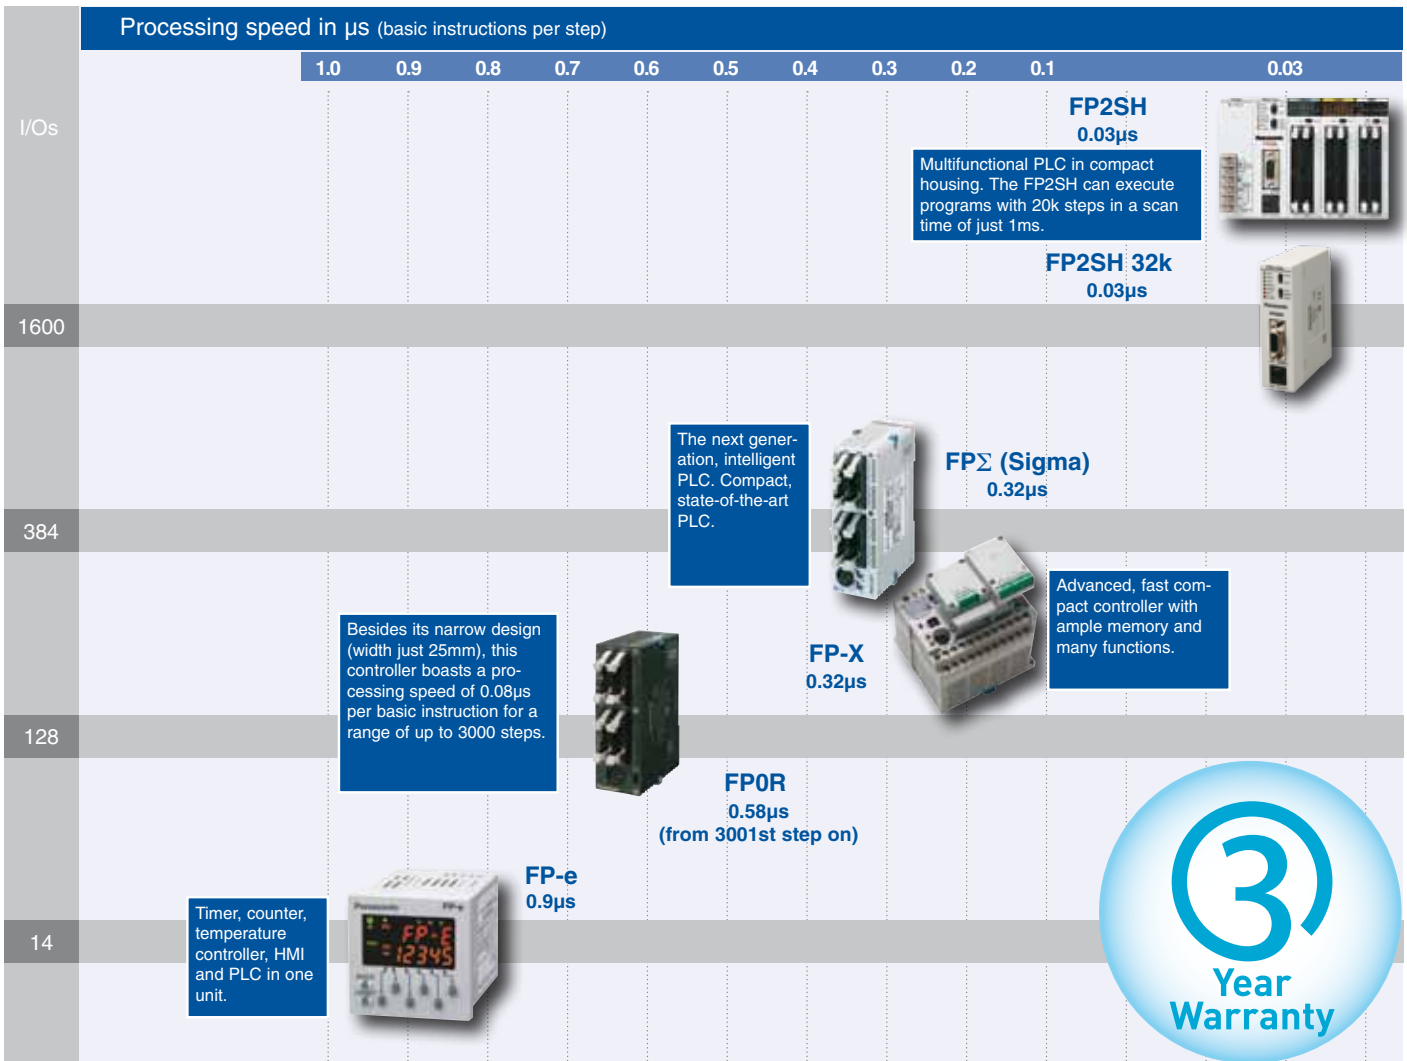 Processing speed in µs (basic instructions per step)
1.0 0.9 0.8 0.7 0.6 0.5 0.4 0.3 0.2 0.1 0.03
I/Os
FP2SH
0.03µs
Multifunctional PLC in compact
housing. The FP2SH can execute
programs with 20k steps in a scan
time of just 1ms.
FP2SH 32k
0.03µs
1600
The next gener-
ation, intelligent
PLC. Compact,
state-of-the-art
PLC.
FPΣ (Sigma)
0.32µs
384
Advanced, fast com-
pact controller with
ample memory and
many functions.
Besides its narrow design
(width just 25mm), this
controller boasts a pro-
cessing speed of 0.08µs
per basic instruction for a
range of up to 3000 steps.
FP-X
0.32µs
128
FP0R
0.58µs
(from 3001st step on)
FP-e
0.9µs
Timer, counter,
temperature
controller, HMI
and PLC in one
unit.
Panasonic FP-e
FP-E
12345
14
3
Year
Warranty